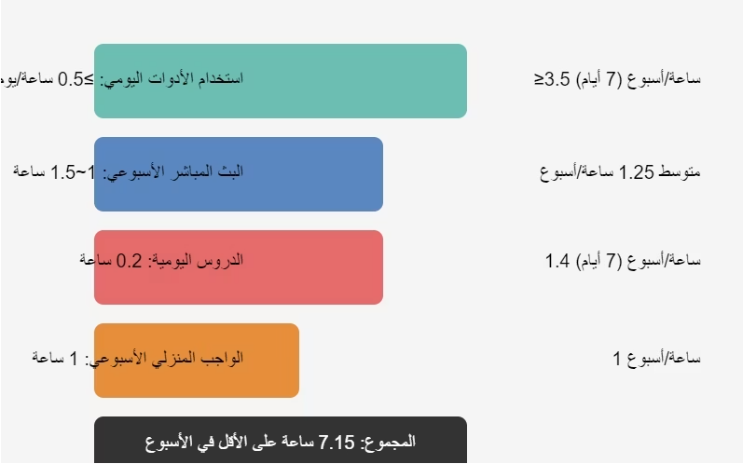 استخدام الأدوات اليومي: ≥0.5 ساعة/يوم
ساعة/أسبوع (7 أيام) 3.5≤
البث المباشر الأسبوعي: 1~1.5 ساعة
متوسط 1.25 ساعة/أسبوع
الدروس اليومية: 0.2 ساعة
ساعة/أسبوع (7 أيام) 1.4
الواجب المنزلي الأسبوعي: 1 ساعة
ساعة/أسبوع 1
المجموع: 7.15 ساعة على الأقل في الأسبوع